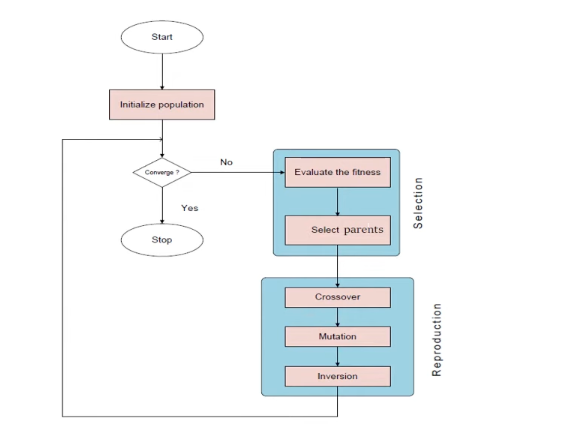 Start
Initialize population
Converge ?
No
Yes
Stop
Evaluate the fitness
Select parents
Selection
Crossover
Mutation
Inversion
Reproduction